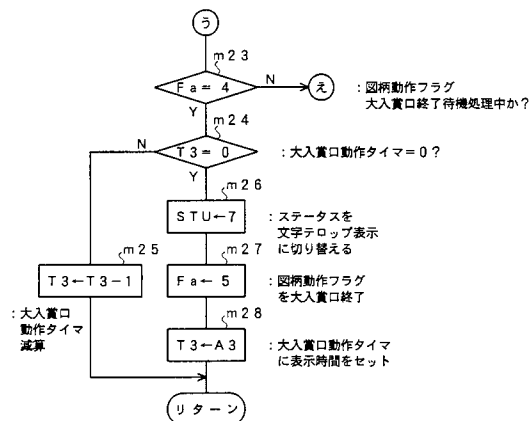 う
m23
Fa=4
N
え
:図柄動作フラグ
大入賞口終了待機処理中か?
Y
m24
N
T3=0
:大入賞口動作タイマ=0?
Y
m26
STU←7
:ステータスを
文字テロップ表示
に切り替える
m25
T3←T3-1
:大入賞口
動作タイマ
減算
m27
Fa←5
:図柄動作フラグ
を大入賞口終了
m28
T3←A3
:大入賞口動作タイマ
に表示時間をセット
リターン